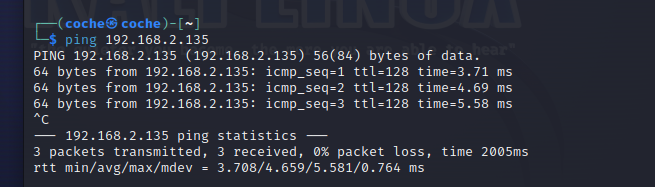 KALI LINUX
┌──(coche㉿coche)-[~]
└─$ ping 192.168.2.135
PING 192.168.2.135 (192.168.2.135) 56(84) bytes of data.
64 bytes from 192.168.2.135: icmp_seq=1 ttl=128 time=3.71 ms
64 bytes from 192.168.2.135: icmp_seq=2 ttl=128 time=4.69 ms
64 bytes from 192.168.2.135: icmp_seq=3 ttl=128 time=5.58 ms
^C
--- 192.168.2.135 ping statistics ---
3 packets transmitted, 3 received, 0% packet loss, time 2005ms
rtt min/avg/max/mdev = 3.708/4.659/5.581/0.764 ms